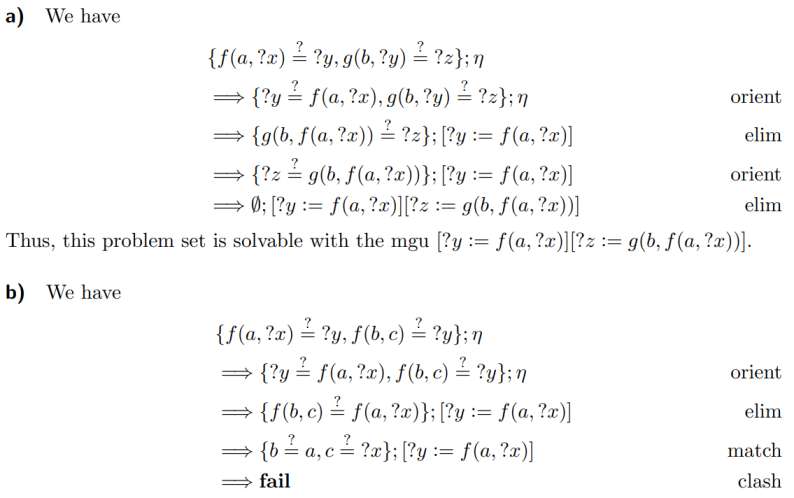 a) We have
{f(a, ?x) ≟ ?y, g(b, ?y) ≟ ?z}; η
⟹ {?y ≟ f(a, ?x), g(b, ?y) ≟ ?z}; η orient
⟹ {g(b, f(a, ?x)) ≟ ?z}; [?y := f(a, ?x)] elim
⟹ {?z ≟ g(b, f(a, ?x))}; [?y := f(a, ?x)] orient
⟹ ∅; [?y := f(a, ?x)][?z := g(b, f(a, ?x))] elim
Thus, this problem set is solvable with the mgu [?y := f(a, ?x)][?z := g(b, f(a, ?x))].
b) We have
{f(a, ?x) ≟ ?y, f(b, c) ≟ ?y}; η
⟹ {?y ≟ f(a, ?x), f(b, c) ≟ ?y}; η orient
⟹ {f(b, c) ≟ f(a, ?x)}; [?y := f(a, ?x)] elim
⟹ {b ≟ a, c ≟ ?x}; [?y := f(a, ?x)] match
⟹ fail clash